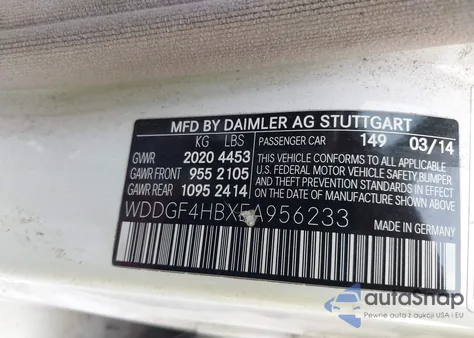 MFD BY DAIMLER AG STUTTGART
KG LBS PASSENGER CAR 149 03/14
GVWR 2020 4453
GAWR FRONT 955 2105
GAWR REAR 1095 2414
THIS VEHICLE CONFORMS TO ALL APPLICABLE
U.S. FEDERAL MOTOR VEHICLE SAFETY, BUMPER
AND THEFT PREVENTION STANDARDS IN EFFECT
ON THE DATE OF MANUFACTURE SHOWN ABOVE.
WDDGF4HBXEA956233
MADE IN GERMANY
autosnap
Pewne auta z aukcji USA i EU